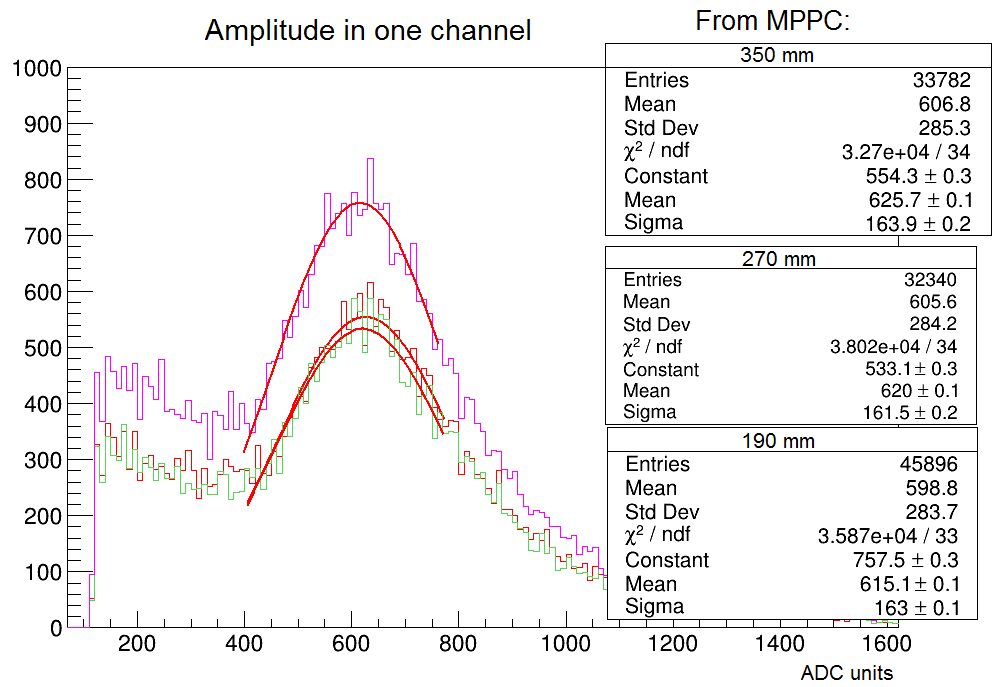 Amplitude in one channel
From MPPC:
350 mm
Entries 33782
Mean 606.8
Std Dev 285.3
χ² / ndf 3.27e+04 / 34
Constant 554.3 ± 0.3
Mean 625.7 ± 0.1
Sigma 163.9 ± 0.2
270 mm
Entries 32340
Mean 605.6
Std Dev 284.2
χ² / ndf 3.802e+04 / 34
Constant 533.1 ± 0.3
Mean 620 ± 0.1
Sigma 161.5 ± 0.2
190 mm
Entries 45896
Mean 598.8
Std Dev 283.7
χ² / ndf 3.587e+04 / 33
Constant 757.5 ± 0.3
Mean 615.1 ± 0.1
Sigma 163 ± 0.1
1000
900
800
700
600
500
400
300
200
100
0
200 400 600 800 1000 1200 1400 1600
ADC units